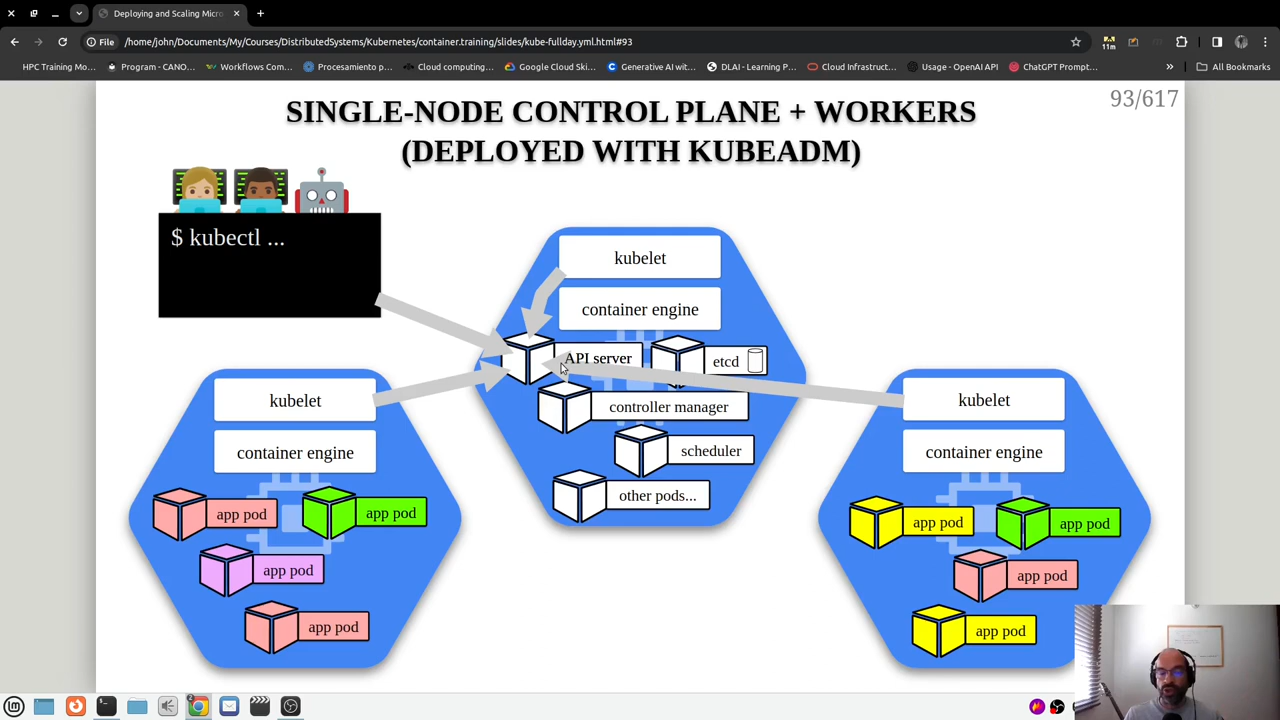 Deploying and Scaling Micro
File
/home/john/Documents/My/Courses/DistributedSystems/Kubernetes/container.training/slides/kube-fullday.yml.html#93
11m
HPC Training Mo...
Program - CANO...
Workflows Com...
Procesamiento p...
Cloud computing...
Google Cloud Ski...
Generative AI wit...
DLAI - Learning P...
Cloud Infrastruct...
Usage - OpenAI API
ChatGPT Prompt...
»
All Bookmarks
93/617
SINGLE-NODE CONTROL PLANE + WORKERS
(DEPLOYED WITH KUBEADM)
$ kubectl ...
kubelet
container engine
API server
etcd
controller manager
scheduler
other pods...
kubelet
container engine
app pod
app pod
app pod
app pod
kubelet
container engine
app pod
app pod
app pod
app pod
2